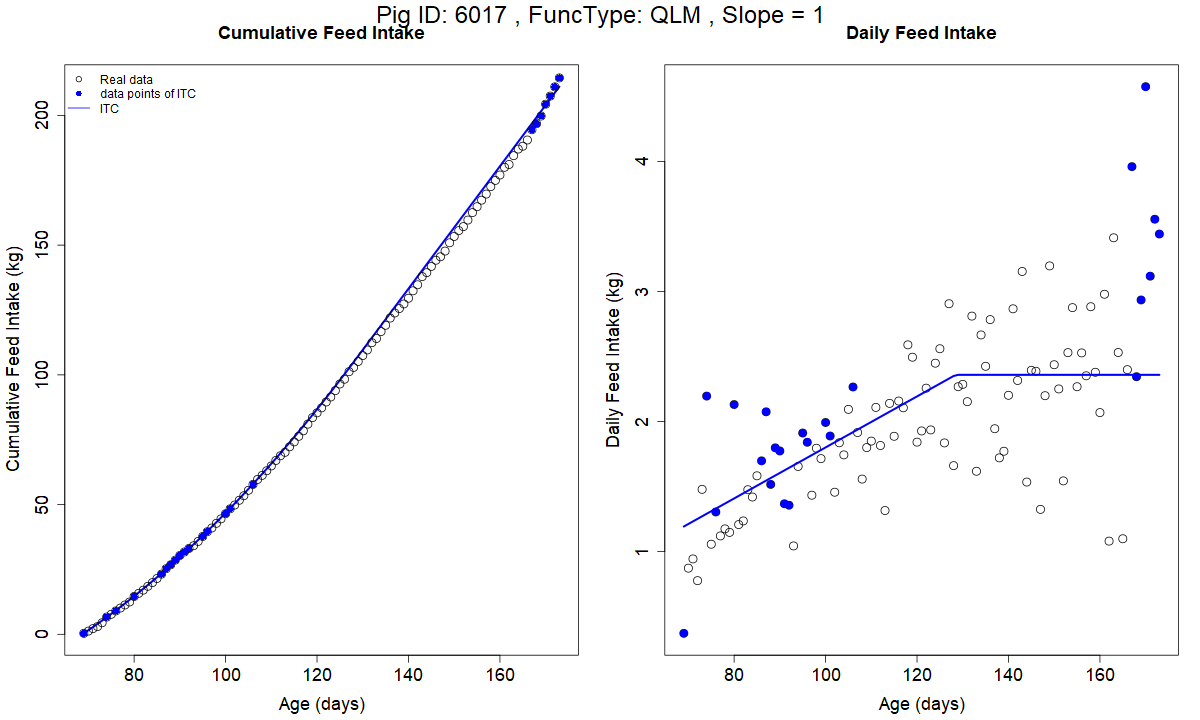 Pig ID: 6017 , FuncType: QLM , Slope = 1
Cumulative Feed Intake
Daily Feed Intake
Real data
data points of ITC
ITC
Cumulative Feed Intake (kg)
0
50
100
150
200
80
100
120
140
160
Age (days)
Daily Feed Intake (kg)
1
2
3
4
80
100
120
140
160
Age (days)